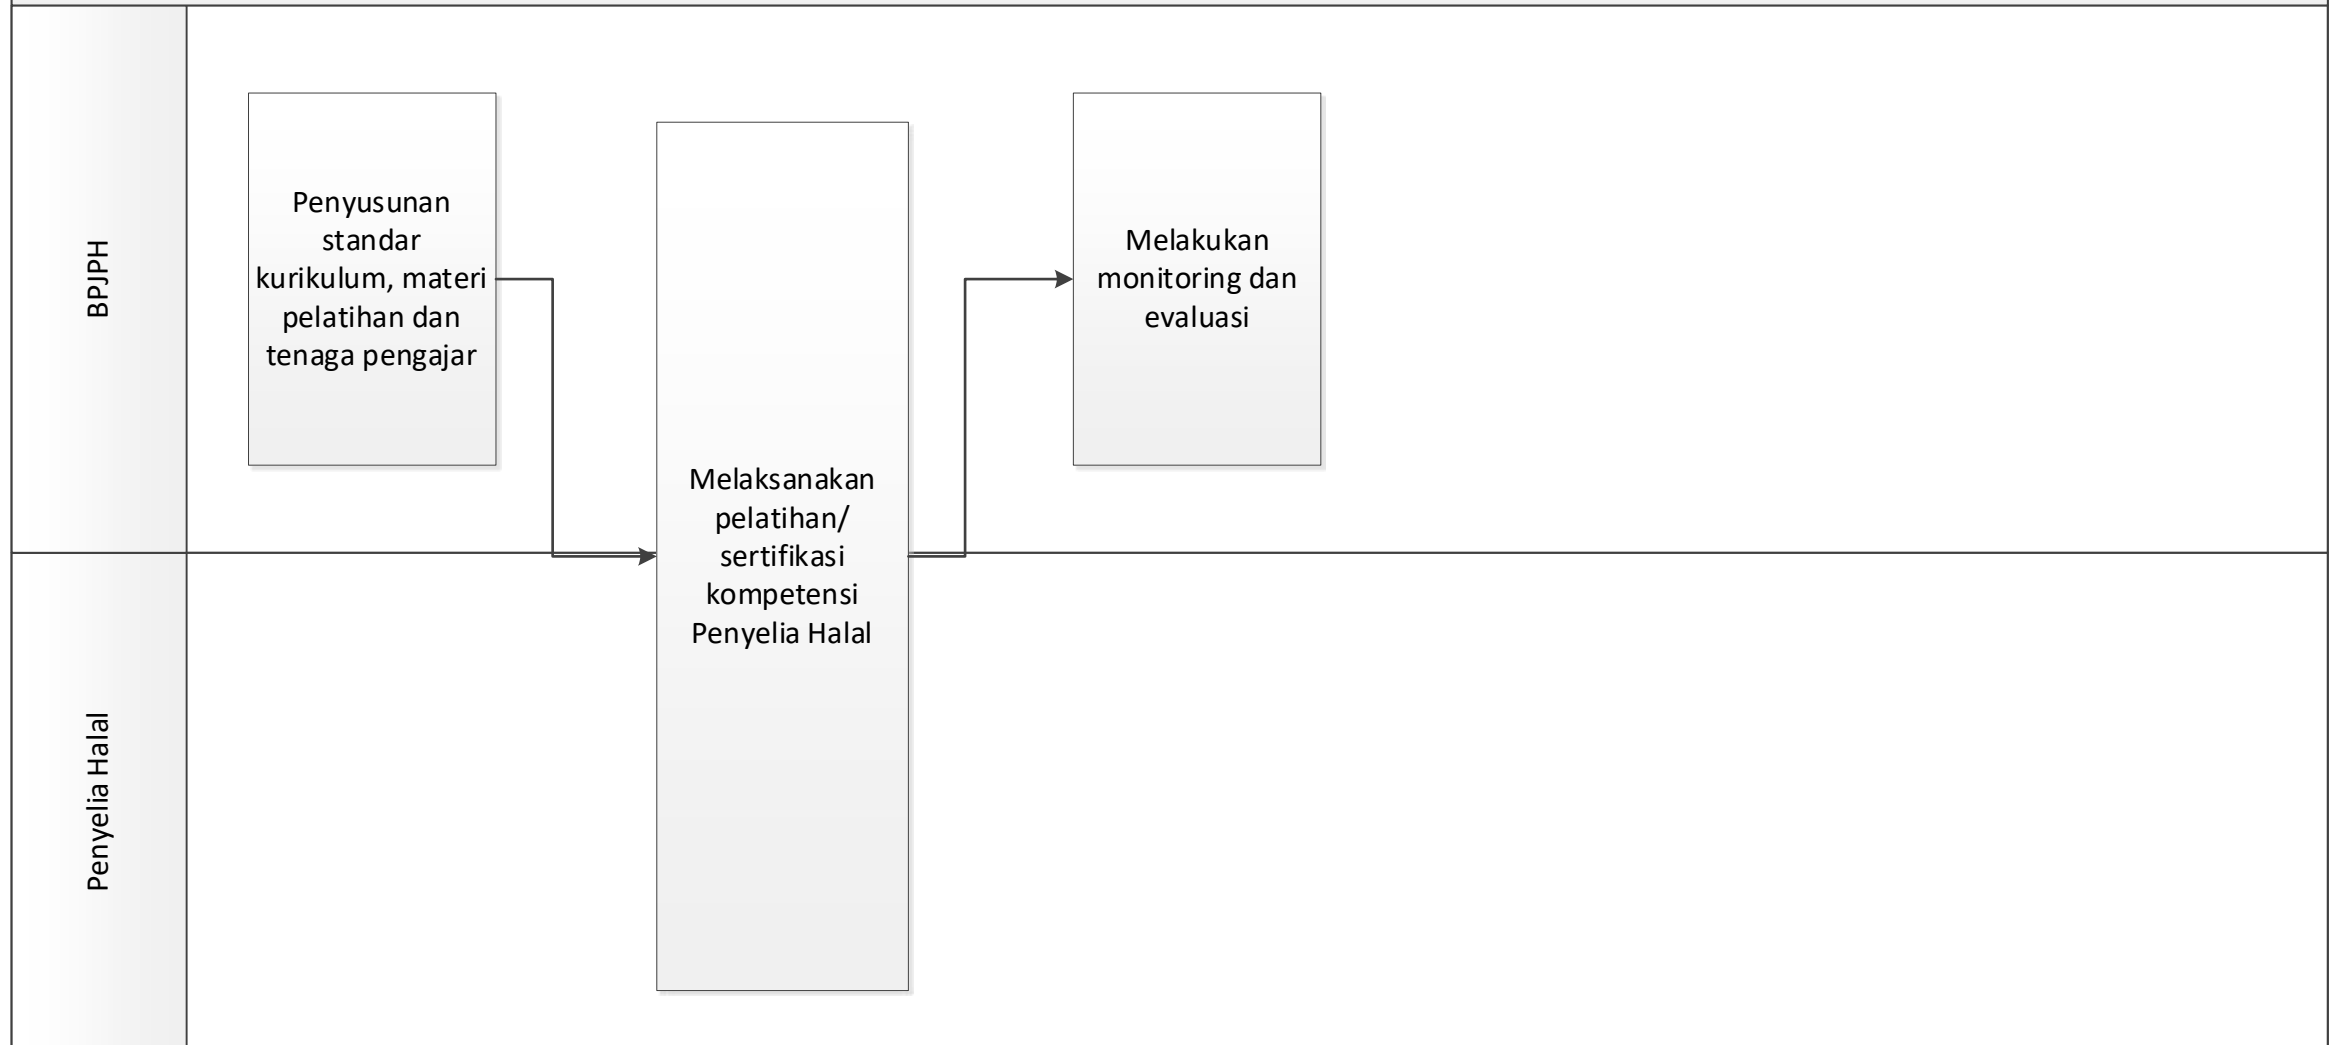 BPJPH
Penyusunan
standar
kurikulum, materi
pelatihan dan
tenaga pengajar
Melaksanakan
pelatihan/
sertifikasi
kompetensi
Penyelia Halal
Melakukan
monitoring dan
evaluasi
Penyelia Halal